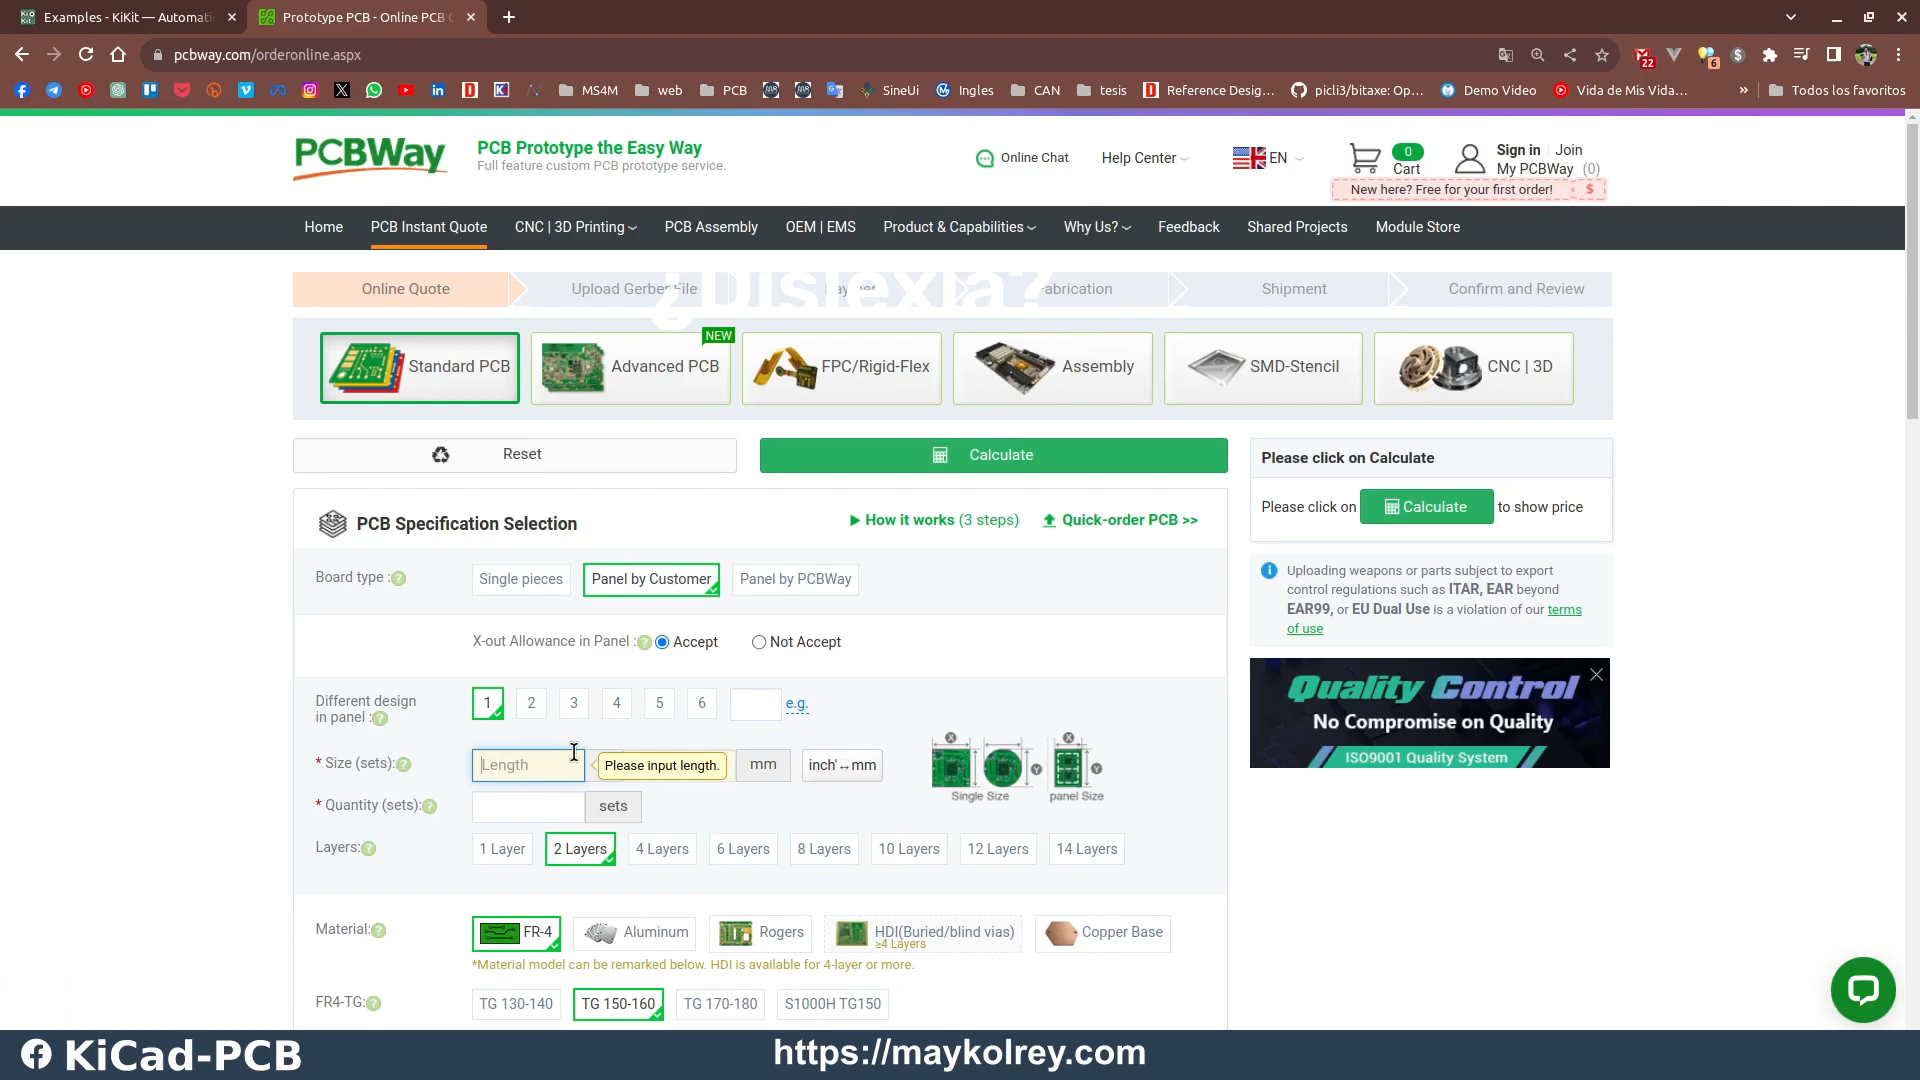 Examples - KiKit — Automati
Prototype PCB - Online PCB
pcbway.com/orderonline.aspx
22
6
MS4M
web
PCB
SineUi
Ingles
CAN
tesis
Reference Desig...
picli3/bitaxe: Op...
Demo Video
Vida de Mis Vida...
»
Todos los favoritos
PCBWay
PCB Prototype the Easy Way
Full feature custom PCB prototype service.
Online Chat
Help Center
EN
0
Cart
Sign in
Join
My PCBWay (0)
New here? Free for your first order!
$
Home
PCB Instant Quote
CNC | 3D Printing
PCB Assembly
OEM | EMS
Product & Capabilities
Why Us?
Feedback
Shared Projects
Module Store
¿Dislexia?
Online Quote
Upload Gerber File
Fabrication
Shipment
Confirm and Review
Standard PCB
NEW
Advanced PCB
FPC/Rigid-Flex
Assembly
SMD-Stencil
CNC | 3D
Reset
Calculate
Please click on Calculate
Please click on Calculate to show price
PCB Specification Selection
How it works (3 steps)
Quick-order PCB >>
Board type :
Single pieces
Panel by Customer
Panel by PCBWay
Uploading weapons or parts subject to export
control regulations such as ITAR, EAR beyond
EAR99, or EU Dual Use is a violation of our terms
of use
X-out Allowance in Panel :
Accept
Not Accept
Different design
in panel :
1
2
3
4
5
6
e.g.
Quality Control
No Compromise on Quality
ISO9001 Quality System
* Size (sets):
Length
Please input length.
mm
inch'↔mm
X
X
X
Y
Y
Single Size
panel Size
* Quantity (sets):
sets
Layers:
1 Layer
2 Layers
4 Layers
6 Layers
8 Layers
10 Layers
12 Layers
14 Layers
Material:
FR-4
Aluminum
Rogers
HDI(Buried/blind vias)
≥4 Layers
Copper Base
*Material model can be remarked below. HDI is available for 4-layer or more.
FR4-TG:
TG 130-140
TG 150-160
TG 170-180
S1000H TG150
KiCad-PCB
https://maykolrey.com